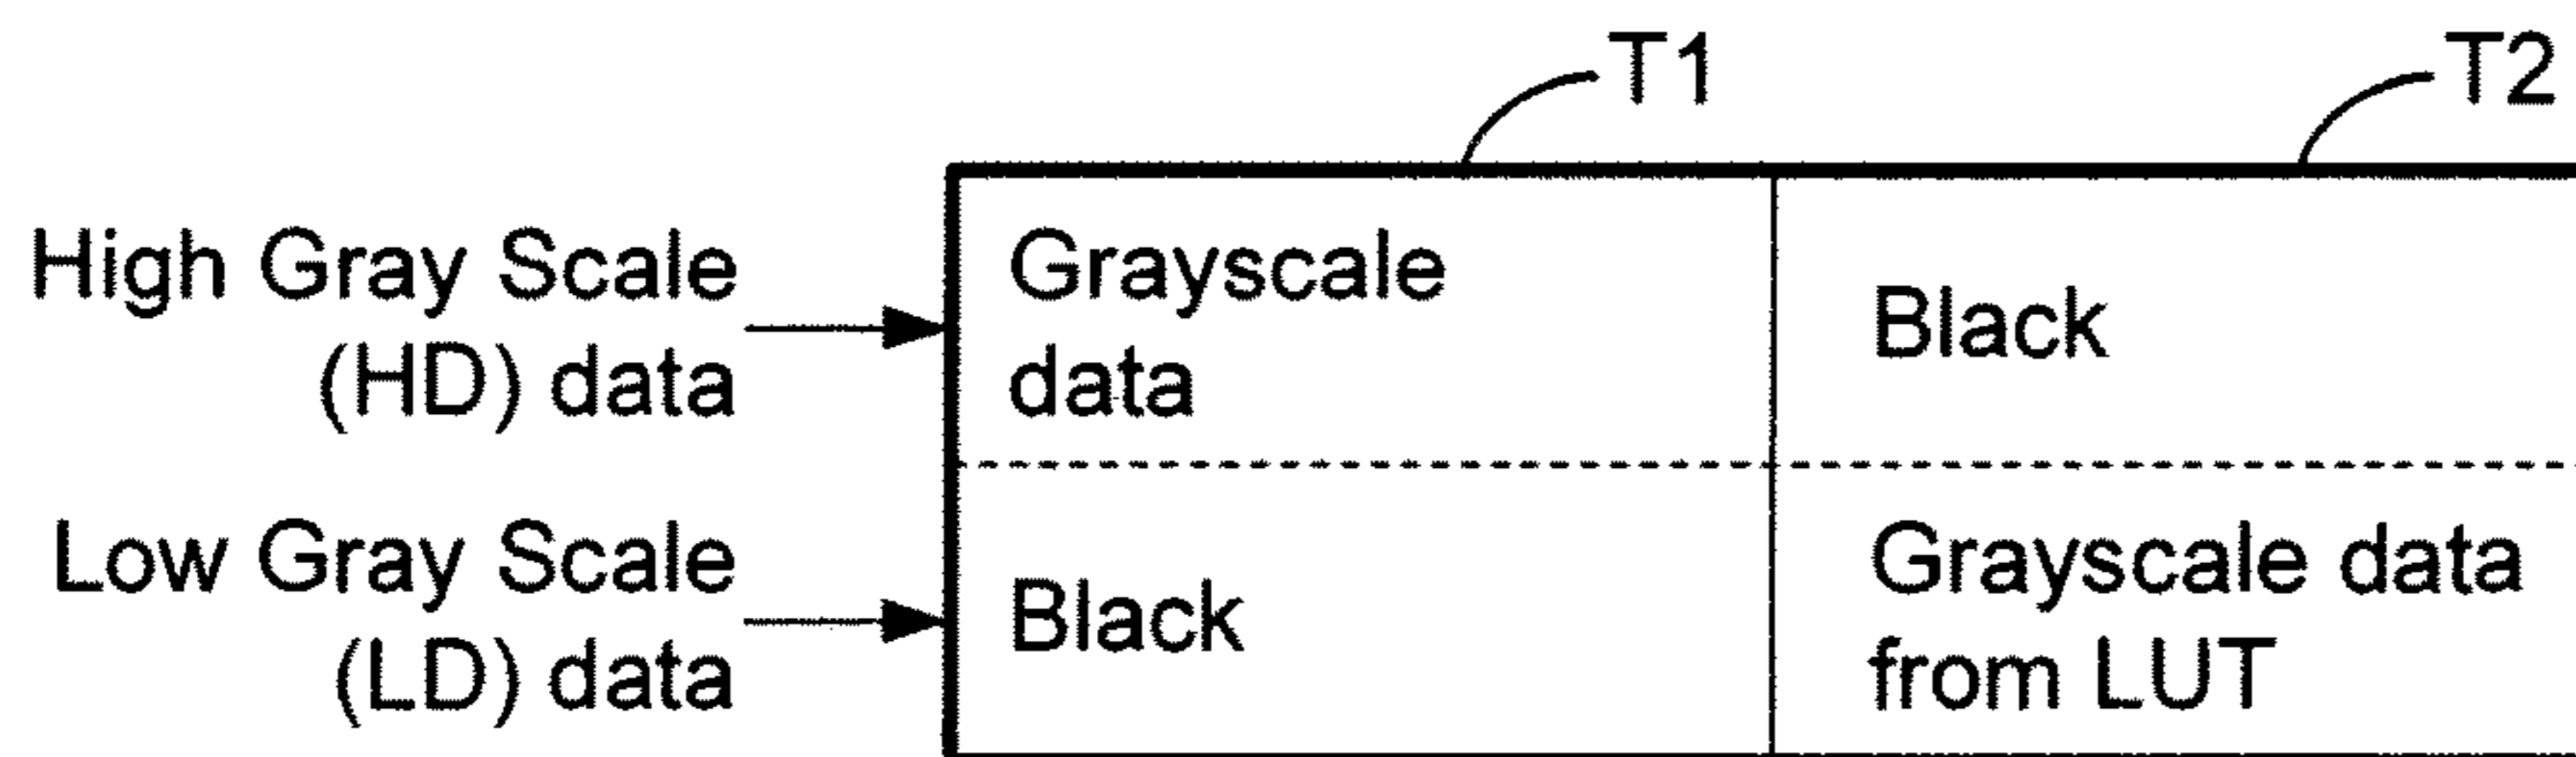 T1
T2
High Gray Scale
(HD) data
Grayscale
data
Black
Low Gray Scale
(LD) data
Black
Grayscale data
from LUT